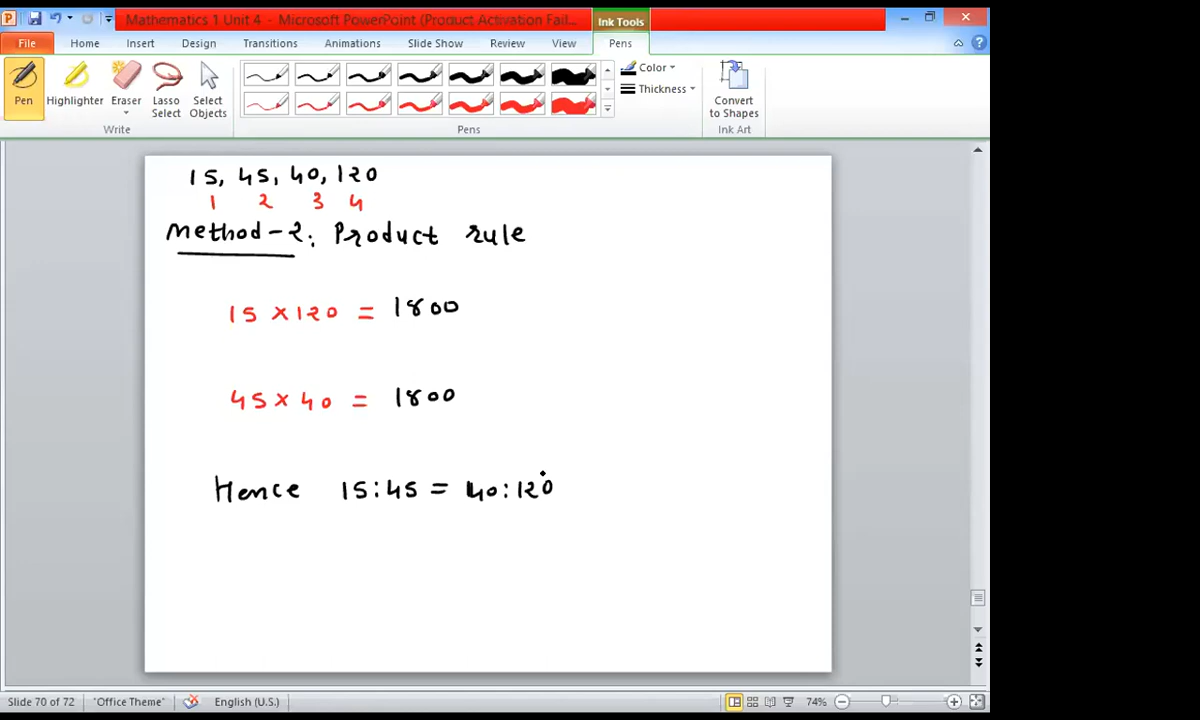 Mathematics 1 Unit 4 - Microsoft PowerPoint (Product Activation Fail...
Ink Tools
File Home Insert Design Transitions Animations Slide Show Review View Pens
Pen Highlighter Eraser Lasso Select Select Objects
Color
Thickness
Convert to Shapes
Write Pens Ink Art
15, 45, 40, 120
1 2 3 4
Method-2: Product rule
15 × 120 = 1800
45 × 40 = 1800
Hence 15:45 = 40:120
Slide 70 of 72 "Office Theme" English (U.S.) 74%